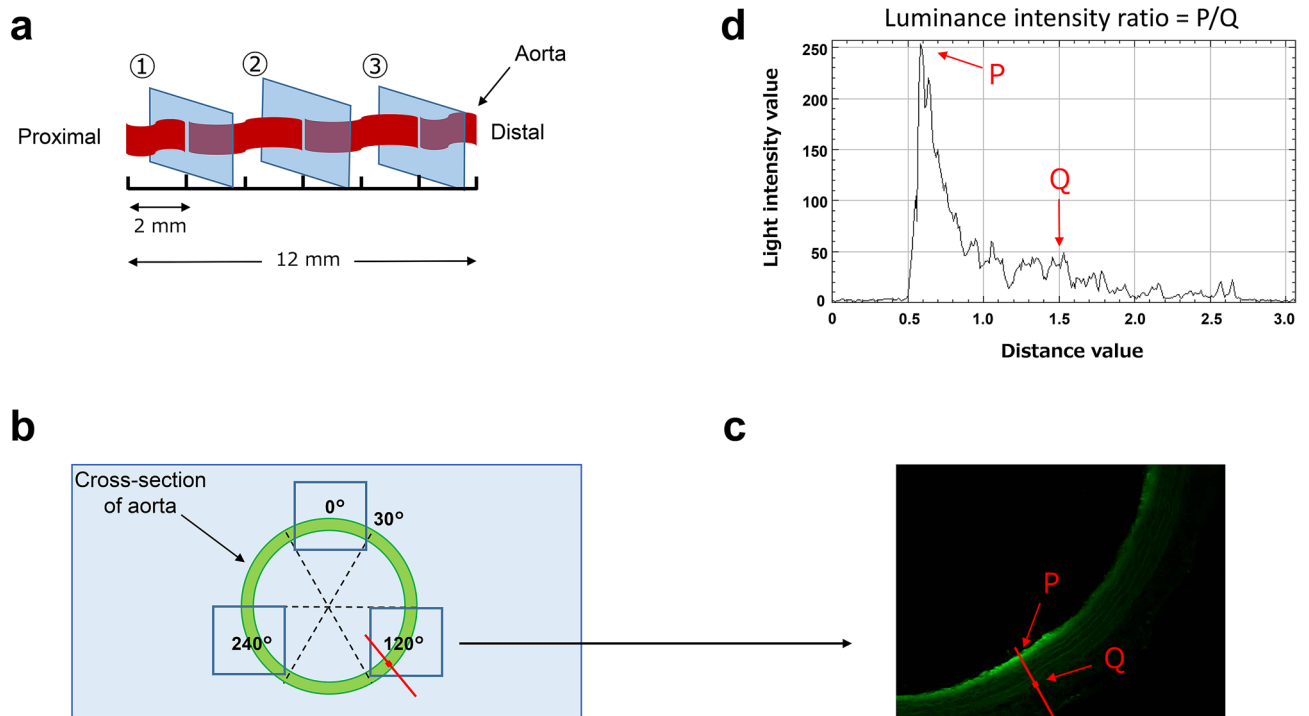 a
①
②
③
Aorta
Proximal
Distal
2 mm
12 mm
d
Luminance intensity ratio = P/Q
P
Q
Light intensity value
250
200
150
100
50
0
0
0.5
1.0
1.5
2.0
2.5
3.0
Distance value
b
Cross-section
of aorta
0°
30°
240°
120°
c
P
Q